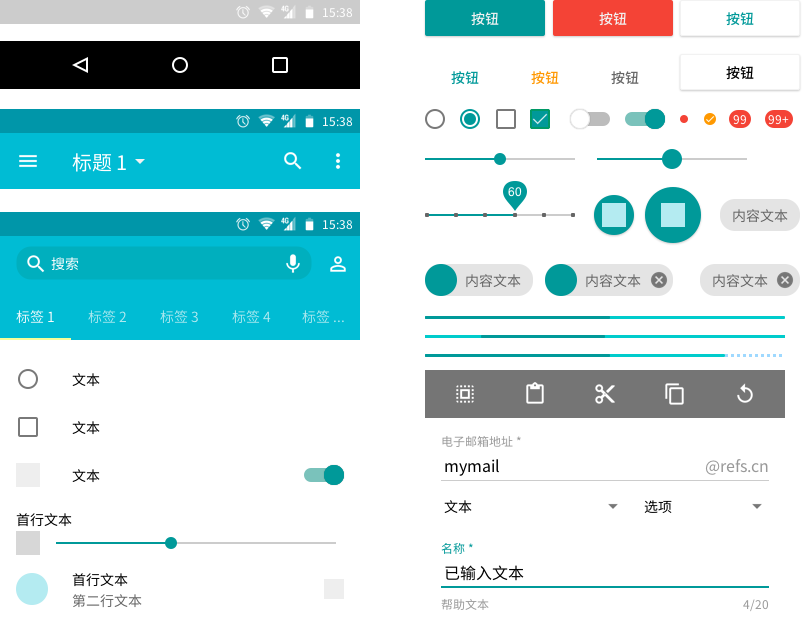 4G 15:38
4G 15:38
标题 1
4G 15:38
搜索
标签 1 标签 2 标签 3 标签 4 标签 ...
文本
文本
文本
首行文本
首行文本
第二行文本
按钮 按钮 按钮
按钮 按钮 按钮 按钮
99 99+
60
内容文本
内容文本 内容文本 内容文本
电子邮箱地址 *
mymail @refs.cn
文本 选项
名称 *
已输入文本
帮助文本 4/20